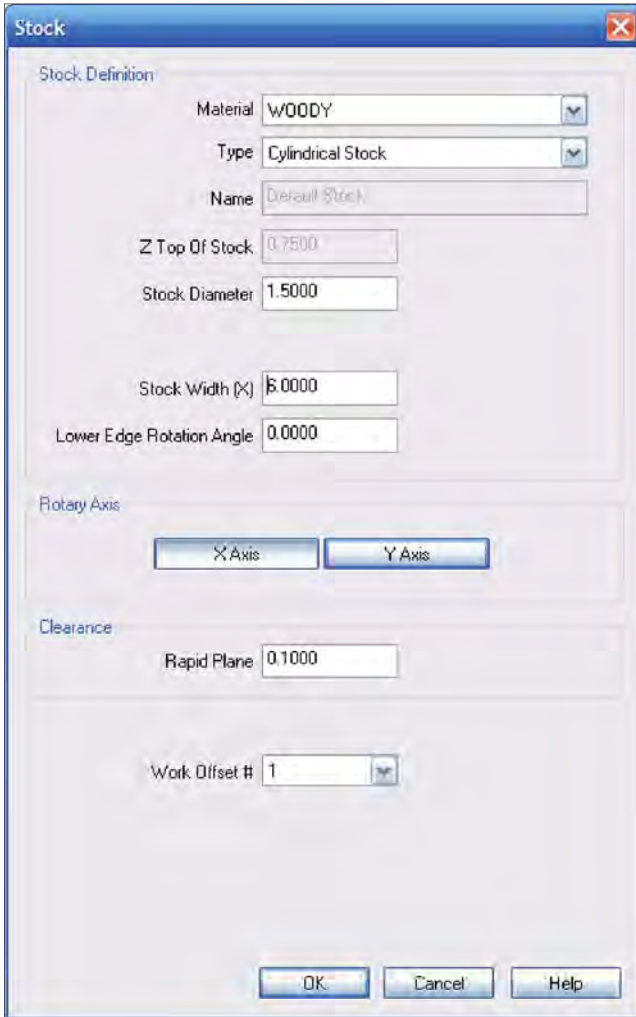 Stock
Stock Definition
Material WOODY
Type Cylindrical Stock
Name Default Stock
Z Top Of Stock 0.7500
Stock Diameter 1.5000
Stock Width (X) 6.0000
Lower Edge Rotation Angle 0.0000
Rotary Axis
X Axis Y Axis
Clearance
Rapid Plane 0.1000
Work Offset # 1
OK Cancel Help